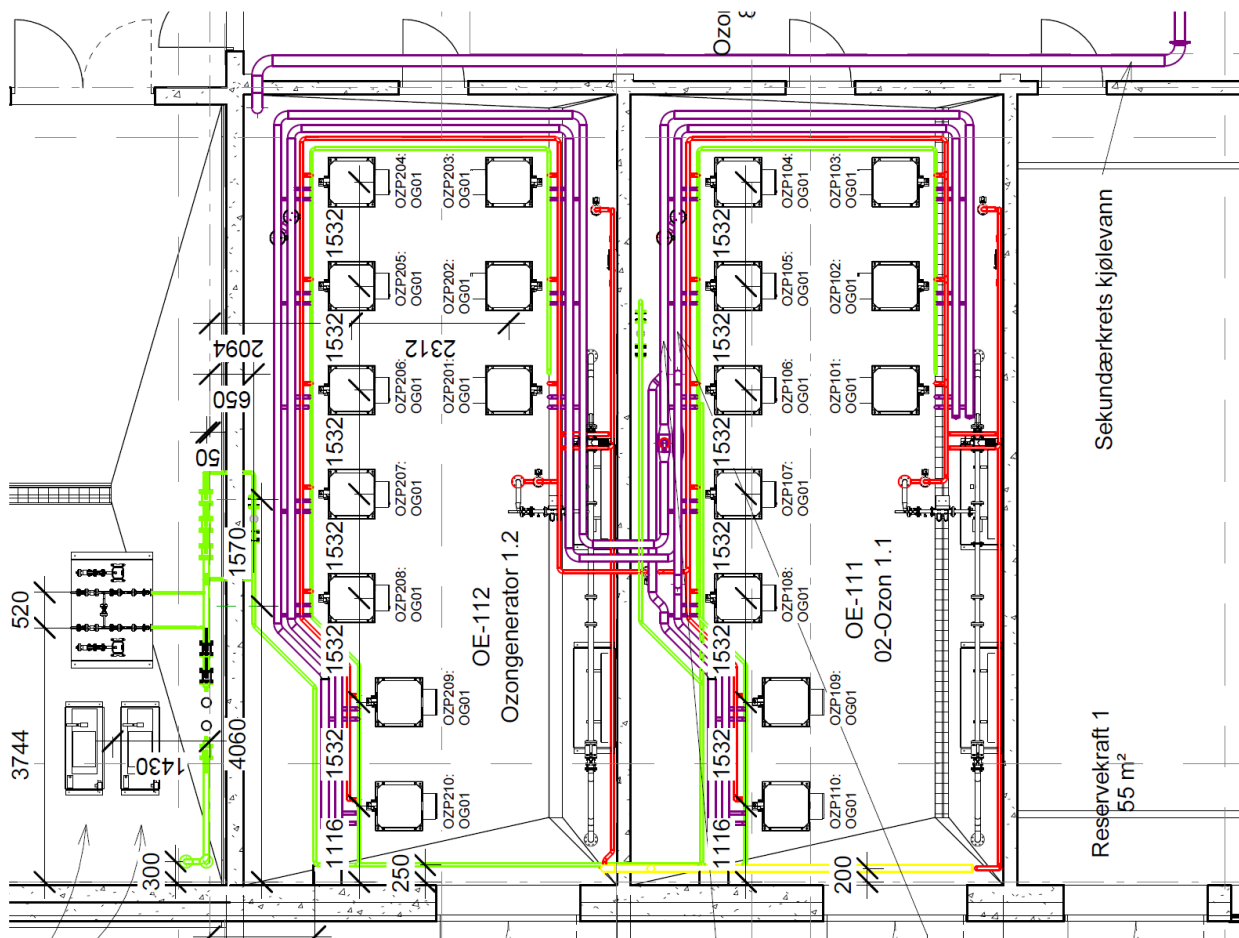 Ozon
OZP204:
OG01
OZP203:
OG01
OZP104:
OG01
OZP103:
OG01
1532
1532
OZP205:
OG01
OZP202:
OG01
OZP105:
OG01
OZP102:
OG01
Sekundærkrets kjølevann
2094
1532
2312
1532
650
OZP206:
OG01
OZP201:
OG01
OZP106:
OG01
OZP101:
OG01
50
1532
1532
OZP207:
OG01
OZP107:
OG01
1570
1532
1532
520
OZP208:
OG01
OE-112
Ozongenerator 1.2
OZP108:
OG01
OE-111
02-Ozon 1.1
1532
1532
OZP209:
OG01
OZP109:
OG01
3744
1430
4060
1532
1532
Reservekraft 1
55 m²
OZP210:
OG01
OZP110:
OG01
300
1116
250
1116
200